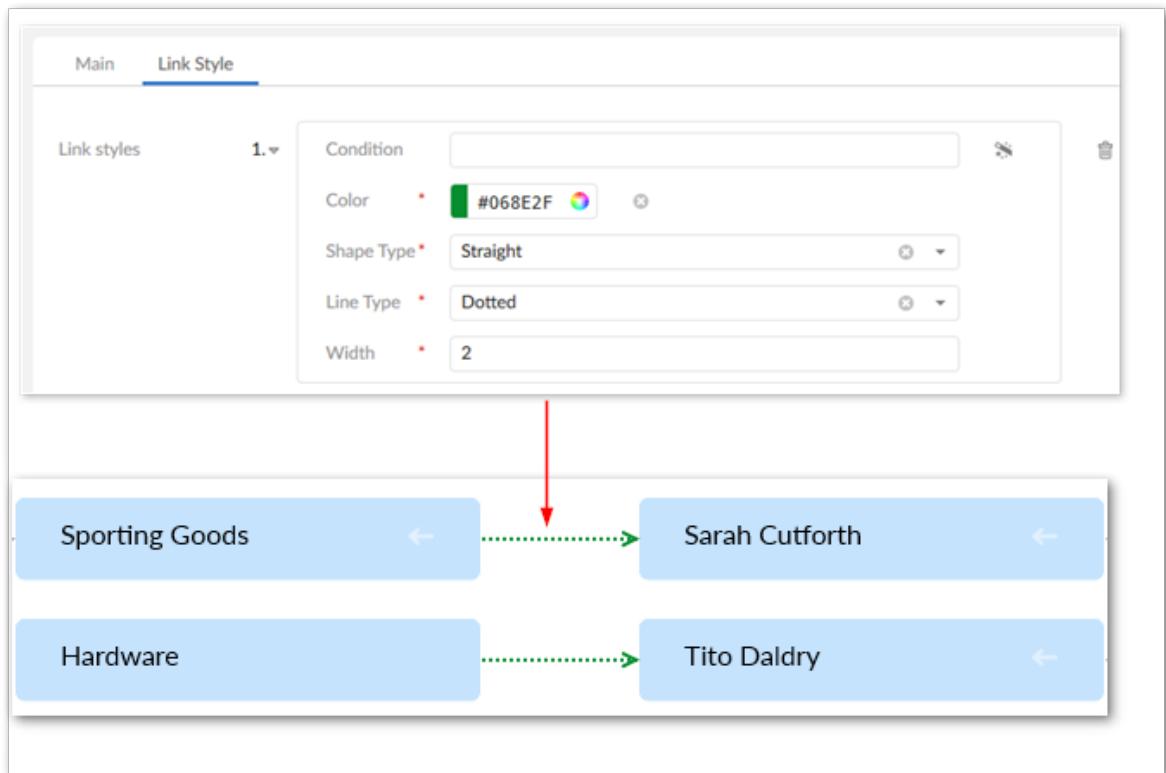 Main Link Style
Link styles 1. Condition
Color * #068E2F
Shape Type * Straight
Line Type * Dotted
Width * 2
Sporting Goods Sarah Cutforth
Hardware Tito Daldry